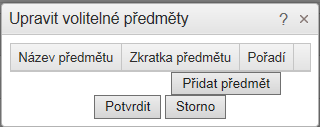 Upravit volitelné předměty ? ×
Název předmětu Zkratka předmětu Pořadí
Přidat předmět
Potvrdit Storno